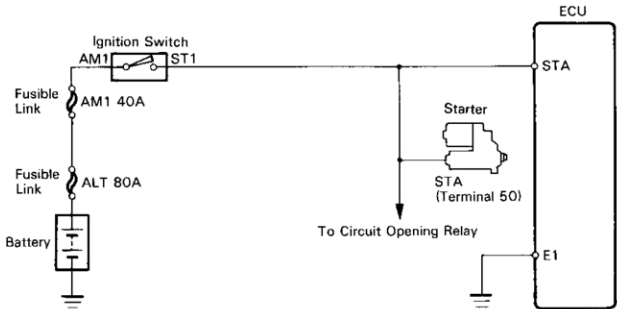 ECU
Ignition Switch
AM1 ST1
STA
Fusible
Link
AM1 40A
Starter
Fusible
Link
ALT 80A
STA
(Terminal 50)
To Circuit Opening Relay
Battery
E1